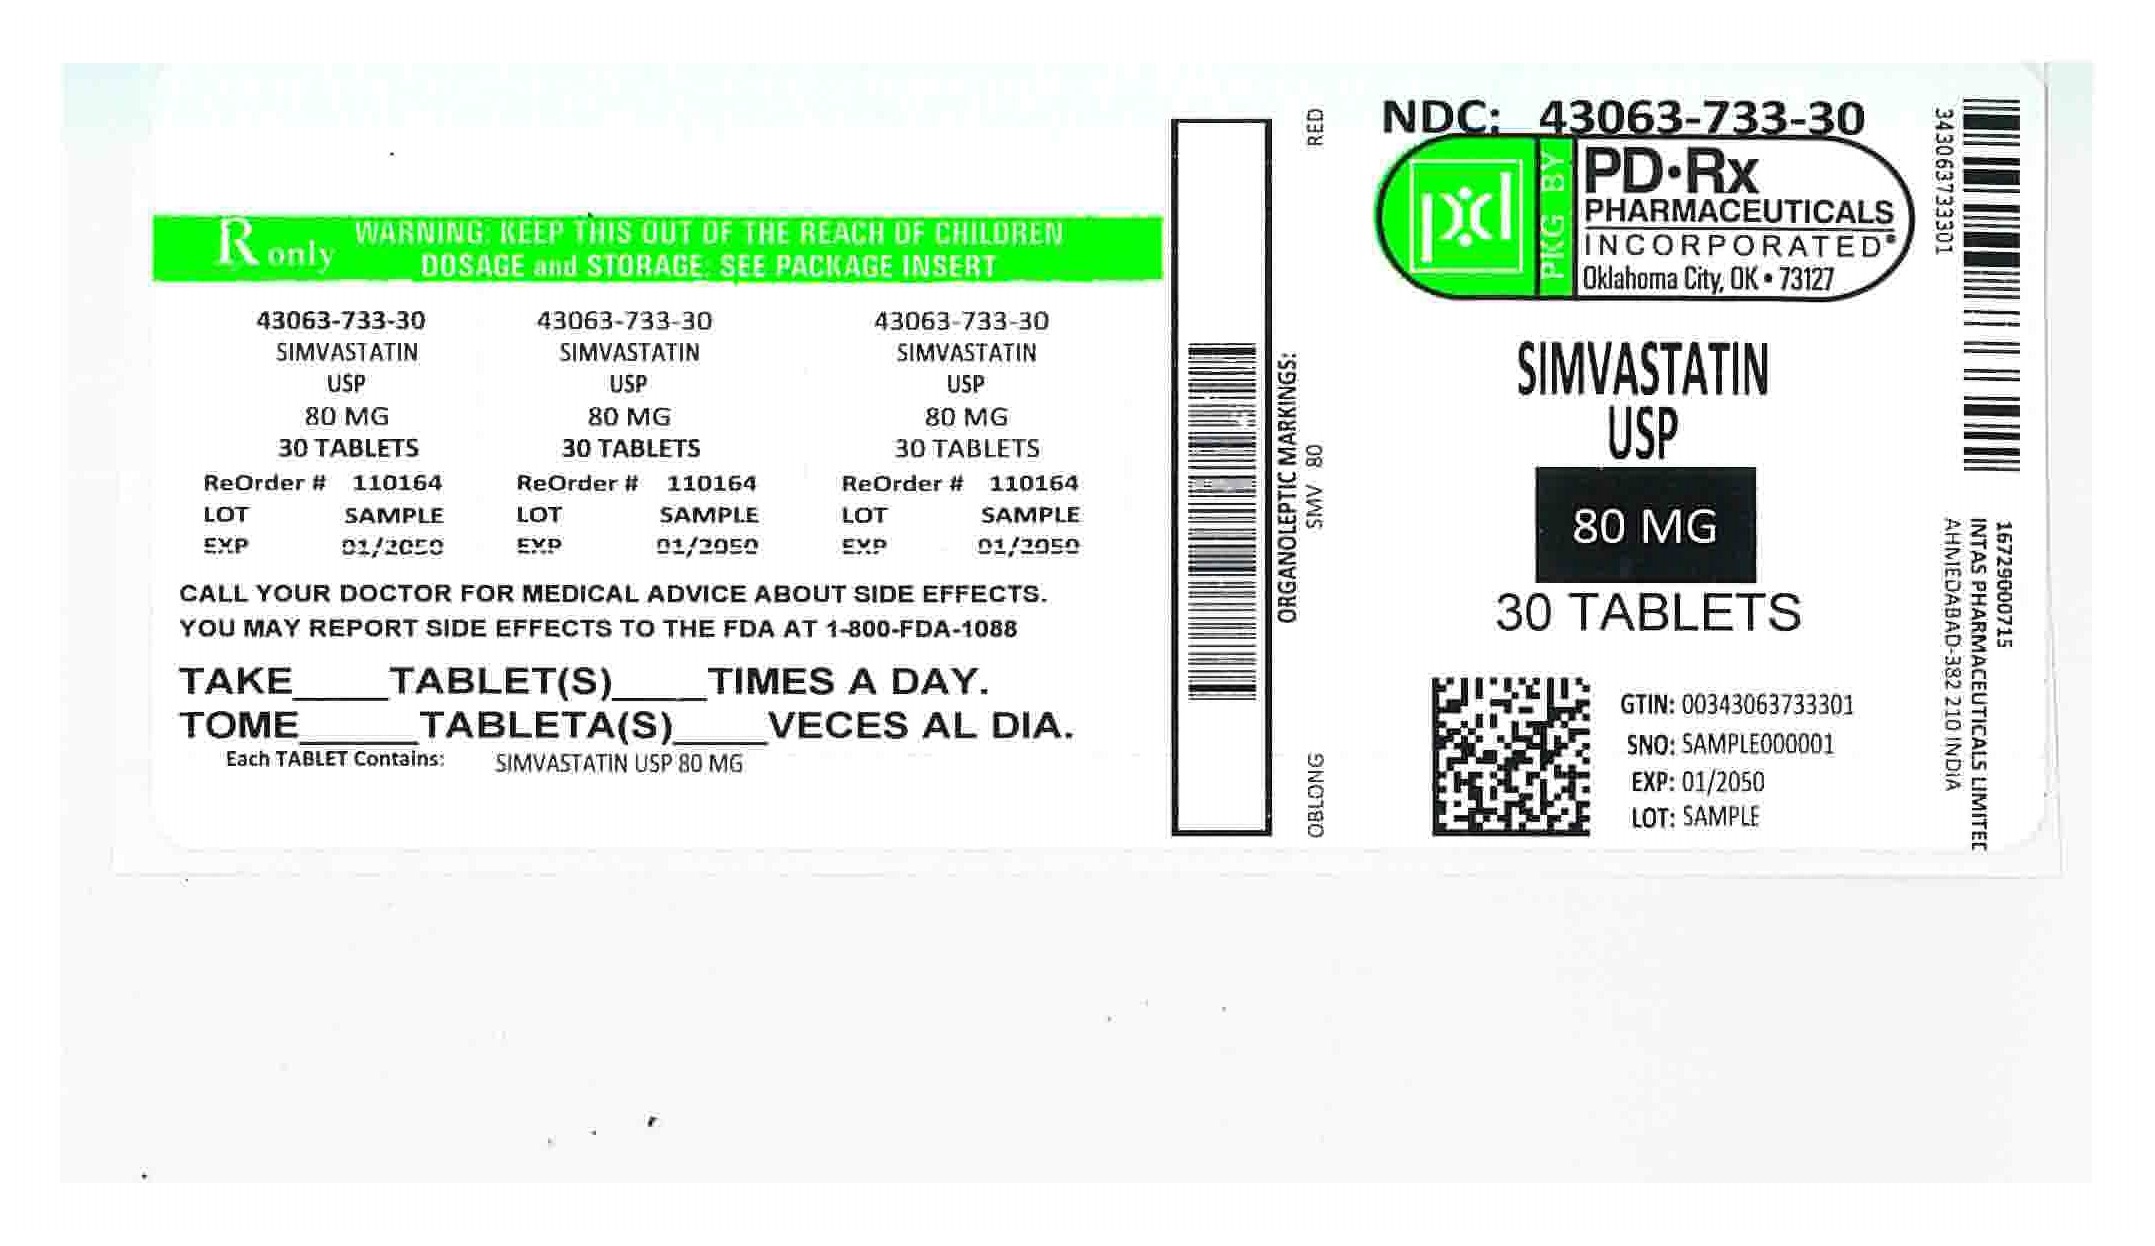 Rx only
WARNING: KEEP THIS OUT OF THE REACH OF CHILDREN
DOSAGE and STORAGE: SEE PACKAGE INSERT
43063-733-30
SIMVASTATIN
USP
80 MG
30 TABLETS
ReOrder # 110164
LOT SAMPLE
EXP 01/2050
43063-733-30
SIMVASTATIN
USP
80 MG
30 TABLETS
ReOrder # 110164
LOT SAMPLE
EXP 01/2050
43063-733-30
SIMVASTATIN
USP
80 MG
30 TABLETS
ReOrder # 110164
LOT SAMPLE
EXP 01/2050
CALL YOUR DOCTOR FOR MEDICAL ADVICE ABOUT SIDE EFFECTS.
YOU MAY REPORT SIDE EFFECTS TO THE FDA AT 1-800-FDA-1088
TAKE____TABLET(S)____TIMES A DAY.
TOME_____TABLETA(S)____VECES AL DIA.
Each TABLET Contains: SIMVASTATIN USP 80 MG
ORGANOLEPTIC MARKINGS:
OBLONG SMV 80 RED
NDC: 43063-733-30
pd
PKG BY
PD•Rx
PHARMACEUTICALS
INCORPORATED®
Oklahoma City, OK • 73127
SIMVASTATIN
USP
80 MG
30 TABLETS
GTIN: 00343063733301
SNO: SAMPLE000001
EXP: 01/2050
LOT: SAMPLE
343063733301
167290000715
INTAS PHARMACEUTICALS LIMITED
AHMEDABAD-382 210 INDIA